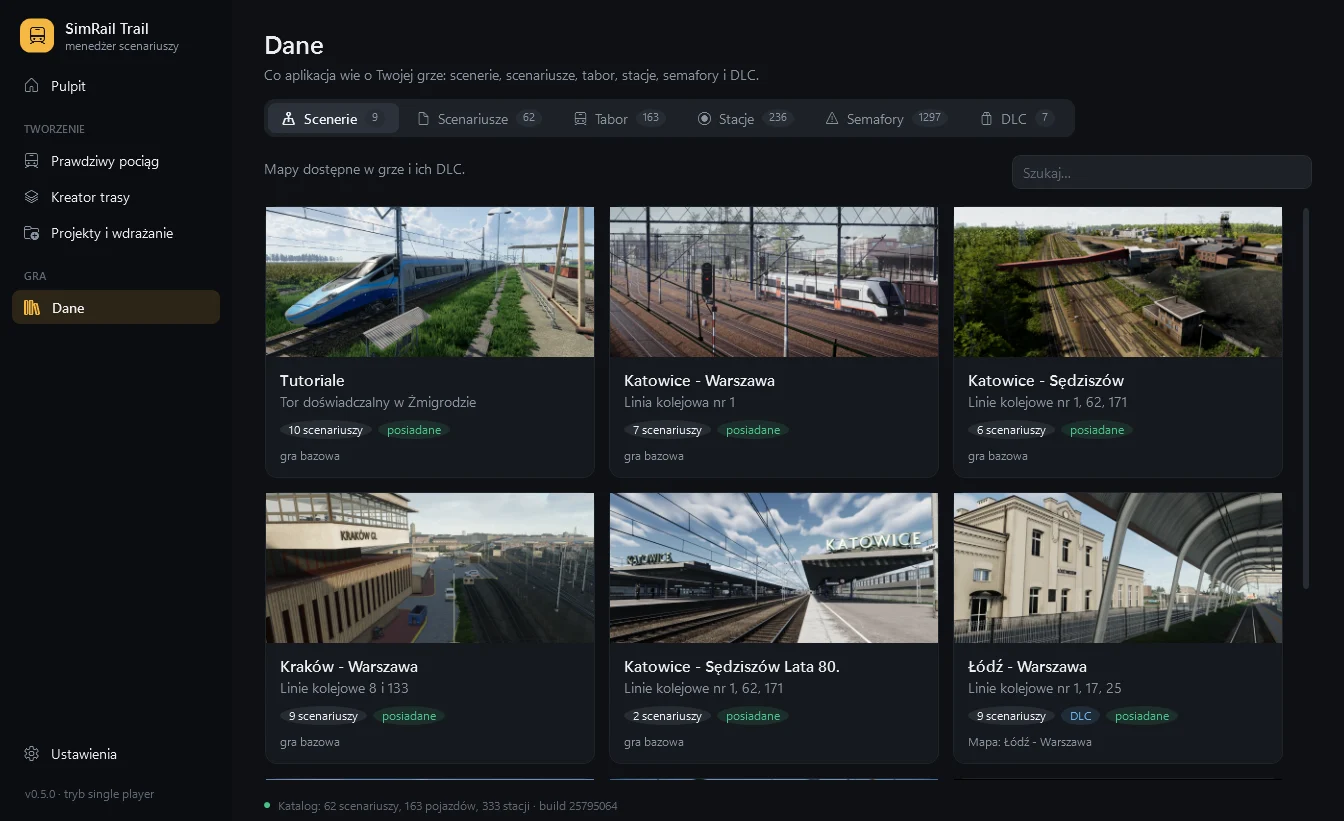 SimRail Trail
menedżer scenariuszy
Pulpit
TWORZENIE
Prawdziwy pociąg
Kreator trasy
Projekty i wdrażanie
GRA
Dane
Ustawienia
v0.5.0 · tryb single player
Dane
Co aplikacja wie o Twojej grze: scenerie, scenariusze, tabor, stacje, semafory i DLC.
Scenerie 9 Scenariusze 62 Tabor 163 Stacje 236 Semafory 1297 DLC 7
Mapy dostępne w grze i ich DLC.
Szukaj...
Tutoriale
Tor doświadczalny w Żmigrodzie
10 scenariuszy posiadane
gra bazowa
Katowice - Warszawa
Linia kolejowa nr 1
7 scenariuszy posiadane
gra bazowa
Katowice - Sędziszów
Linie kolejowe nr 1, 62, 171
6 scenariuszy posiadane
gra bazowa
KRAKÓW GŁ.
Kraków - Warszawa
Linie kolejowe 8 i 133
9 scenariuszy posiadane
gra bazowa
KATOWICE
KATOWICE
Katowice - Sędziszów Lata 80.
Linie kolejowe nr 1, 62, 171
2 scenariuszy posiadane
gra bazowa
Łódź - Warszawa
Linie kolejowe nr 1, 17, 25
9 scenariuszy DLC posiadane
Mapa: Łódź - Warszawa
Katalog: 62 scenariuszy, 163 pojazdów, 333 stacji · build 25795064